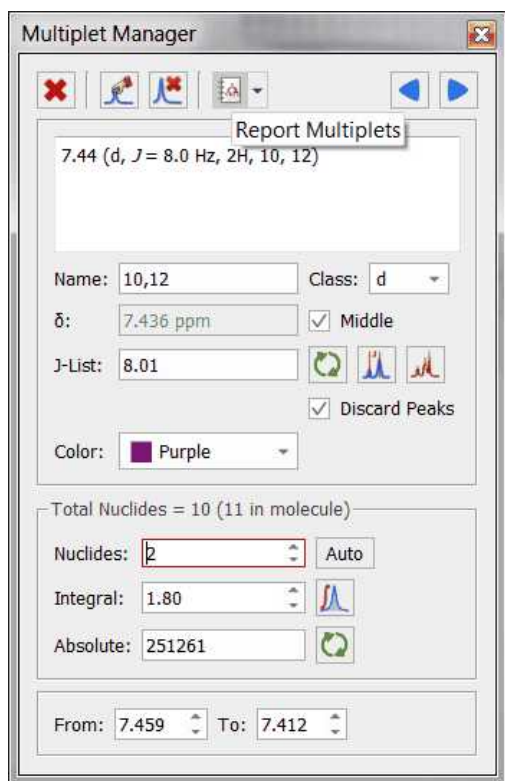 Multiplet Manager
Report Multiplets
7.44 (d, J = 8.0 Hz, 2H, 10, 12)
Name: 10,12 Class: d
δ: 7.436 ppm Middle
J-List: 8.01
Discard Peaks
Color: Purple
Total Nuclides = 10 (11 in molecule)
Nuclides: 2 Auto
Integral: 1.80
Absolute: 251261
From: 7.459 To: 7.412